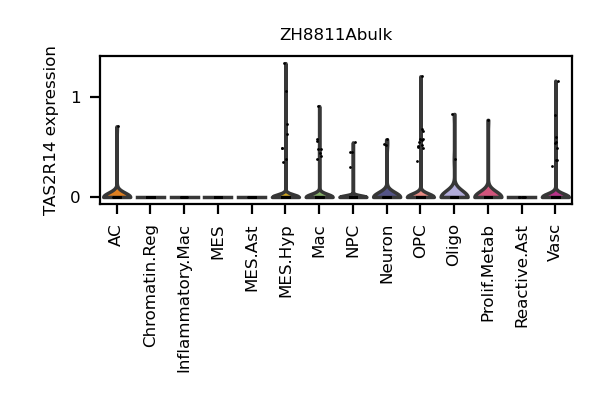 ZH8811Abulk
TAS2R14 expression
1
0
AC
Chromatin.Reg
Inflammatory.Mac
MES
MES.Ast
MES.Hyp
Mac
NPC
Neuron
OPC
Oligo
Prolif.Metab
Reactive.Ast
Vasc